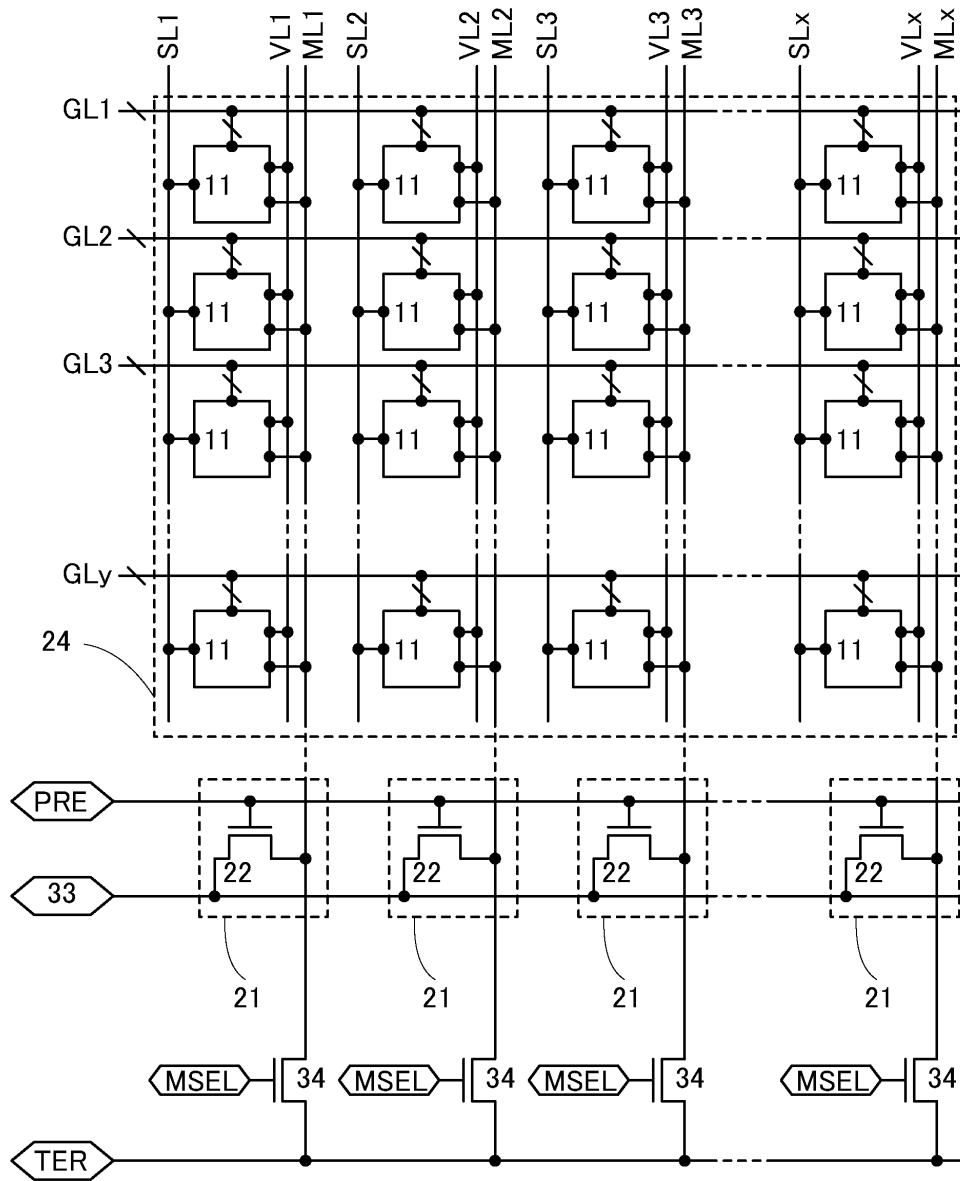 SL1 VL1 ML1 SL2 VL2 ML2 SL3 VL3 ML3 SLx VLx MLx
GL1
11 11 11 11
GL2
11 11 11 11
GL3
11 11 11 11
GLy
11 11 11 11
24
PRE
22 22 22 22
33
21 21 21 21
MSEL 34 MSEL 34 MSEL 34 MSEL 34
TER